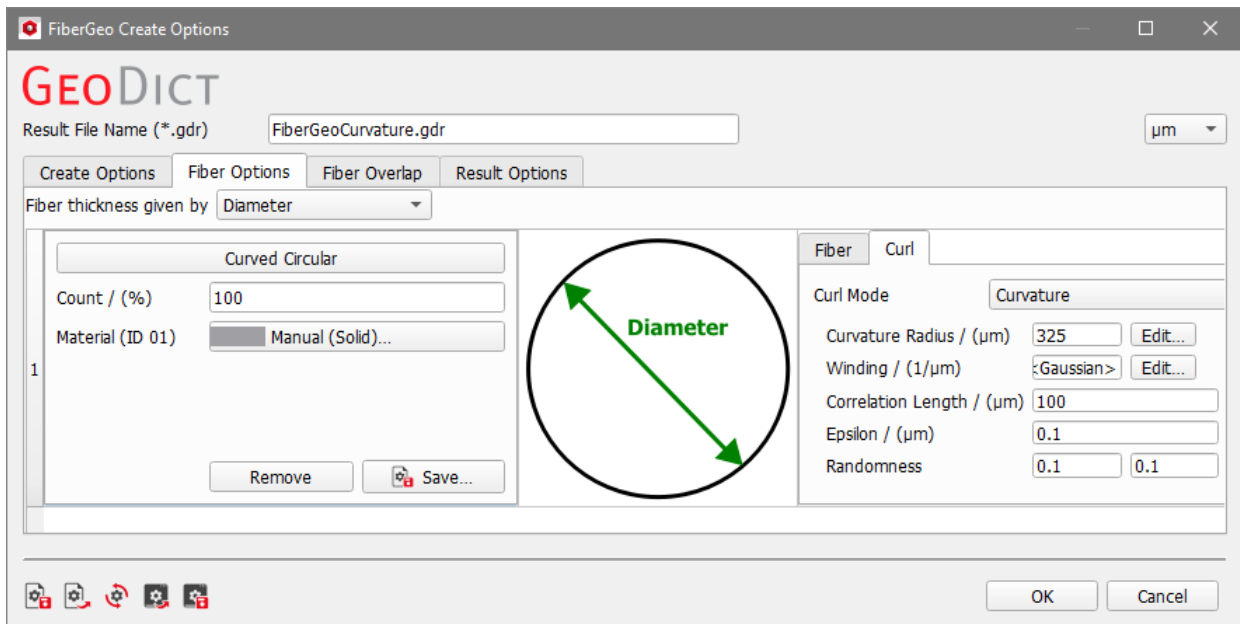 FiberGeo Create Options
GEODICT
Result File Name (*.gdr) FiberGeoCurvature.gdr µm
Create Options Fiber Options Fiber Overlap Result Options
Fiber thickness given by Diameter
1
Curved Circular
Count / (%) 100
Material (ID 01) Manual (Solid)...
Remove Save...
Diameter
Fiber Curl
Curl Mode Curvature
Curvature Radius / (µm) 325 Edit...
Winding / (1/µm) <Gaussian> Edit...
Correlation Length / (µm) 100
Epsilon / (µm) 0.1
Randomness 0.1 0.1
OK Cancel